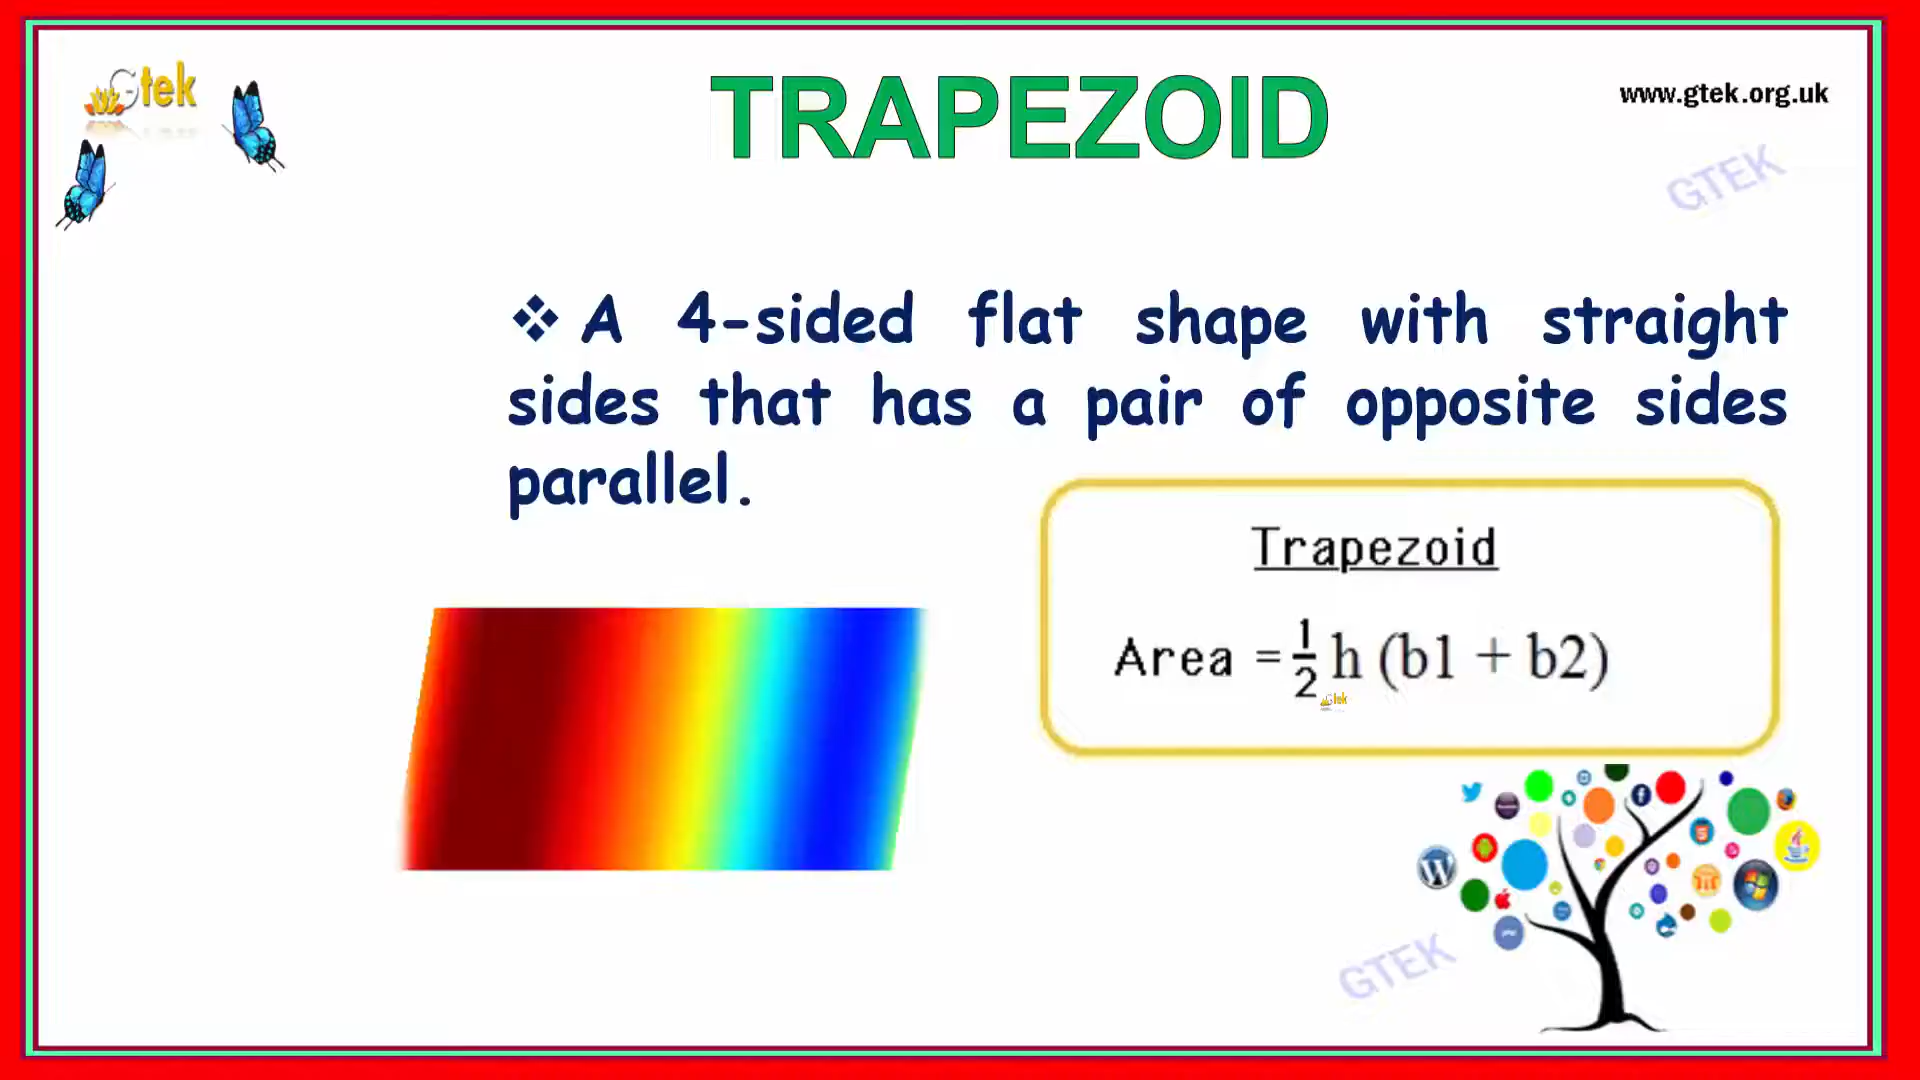 Gtek
TRAPEZOID
www.gtek.org.uk
GTEK
❖ A 4-sided flat shape with straight
sides that has a pair of opposite sides
parallel.
Trapezoid
Area = 1/2 h (b1 + b2)
Gtek
GTEK